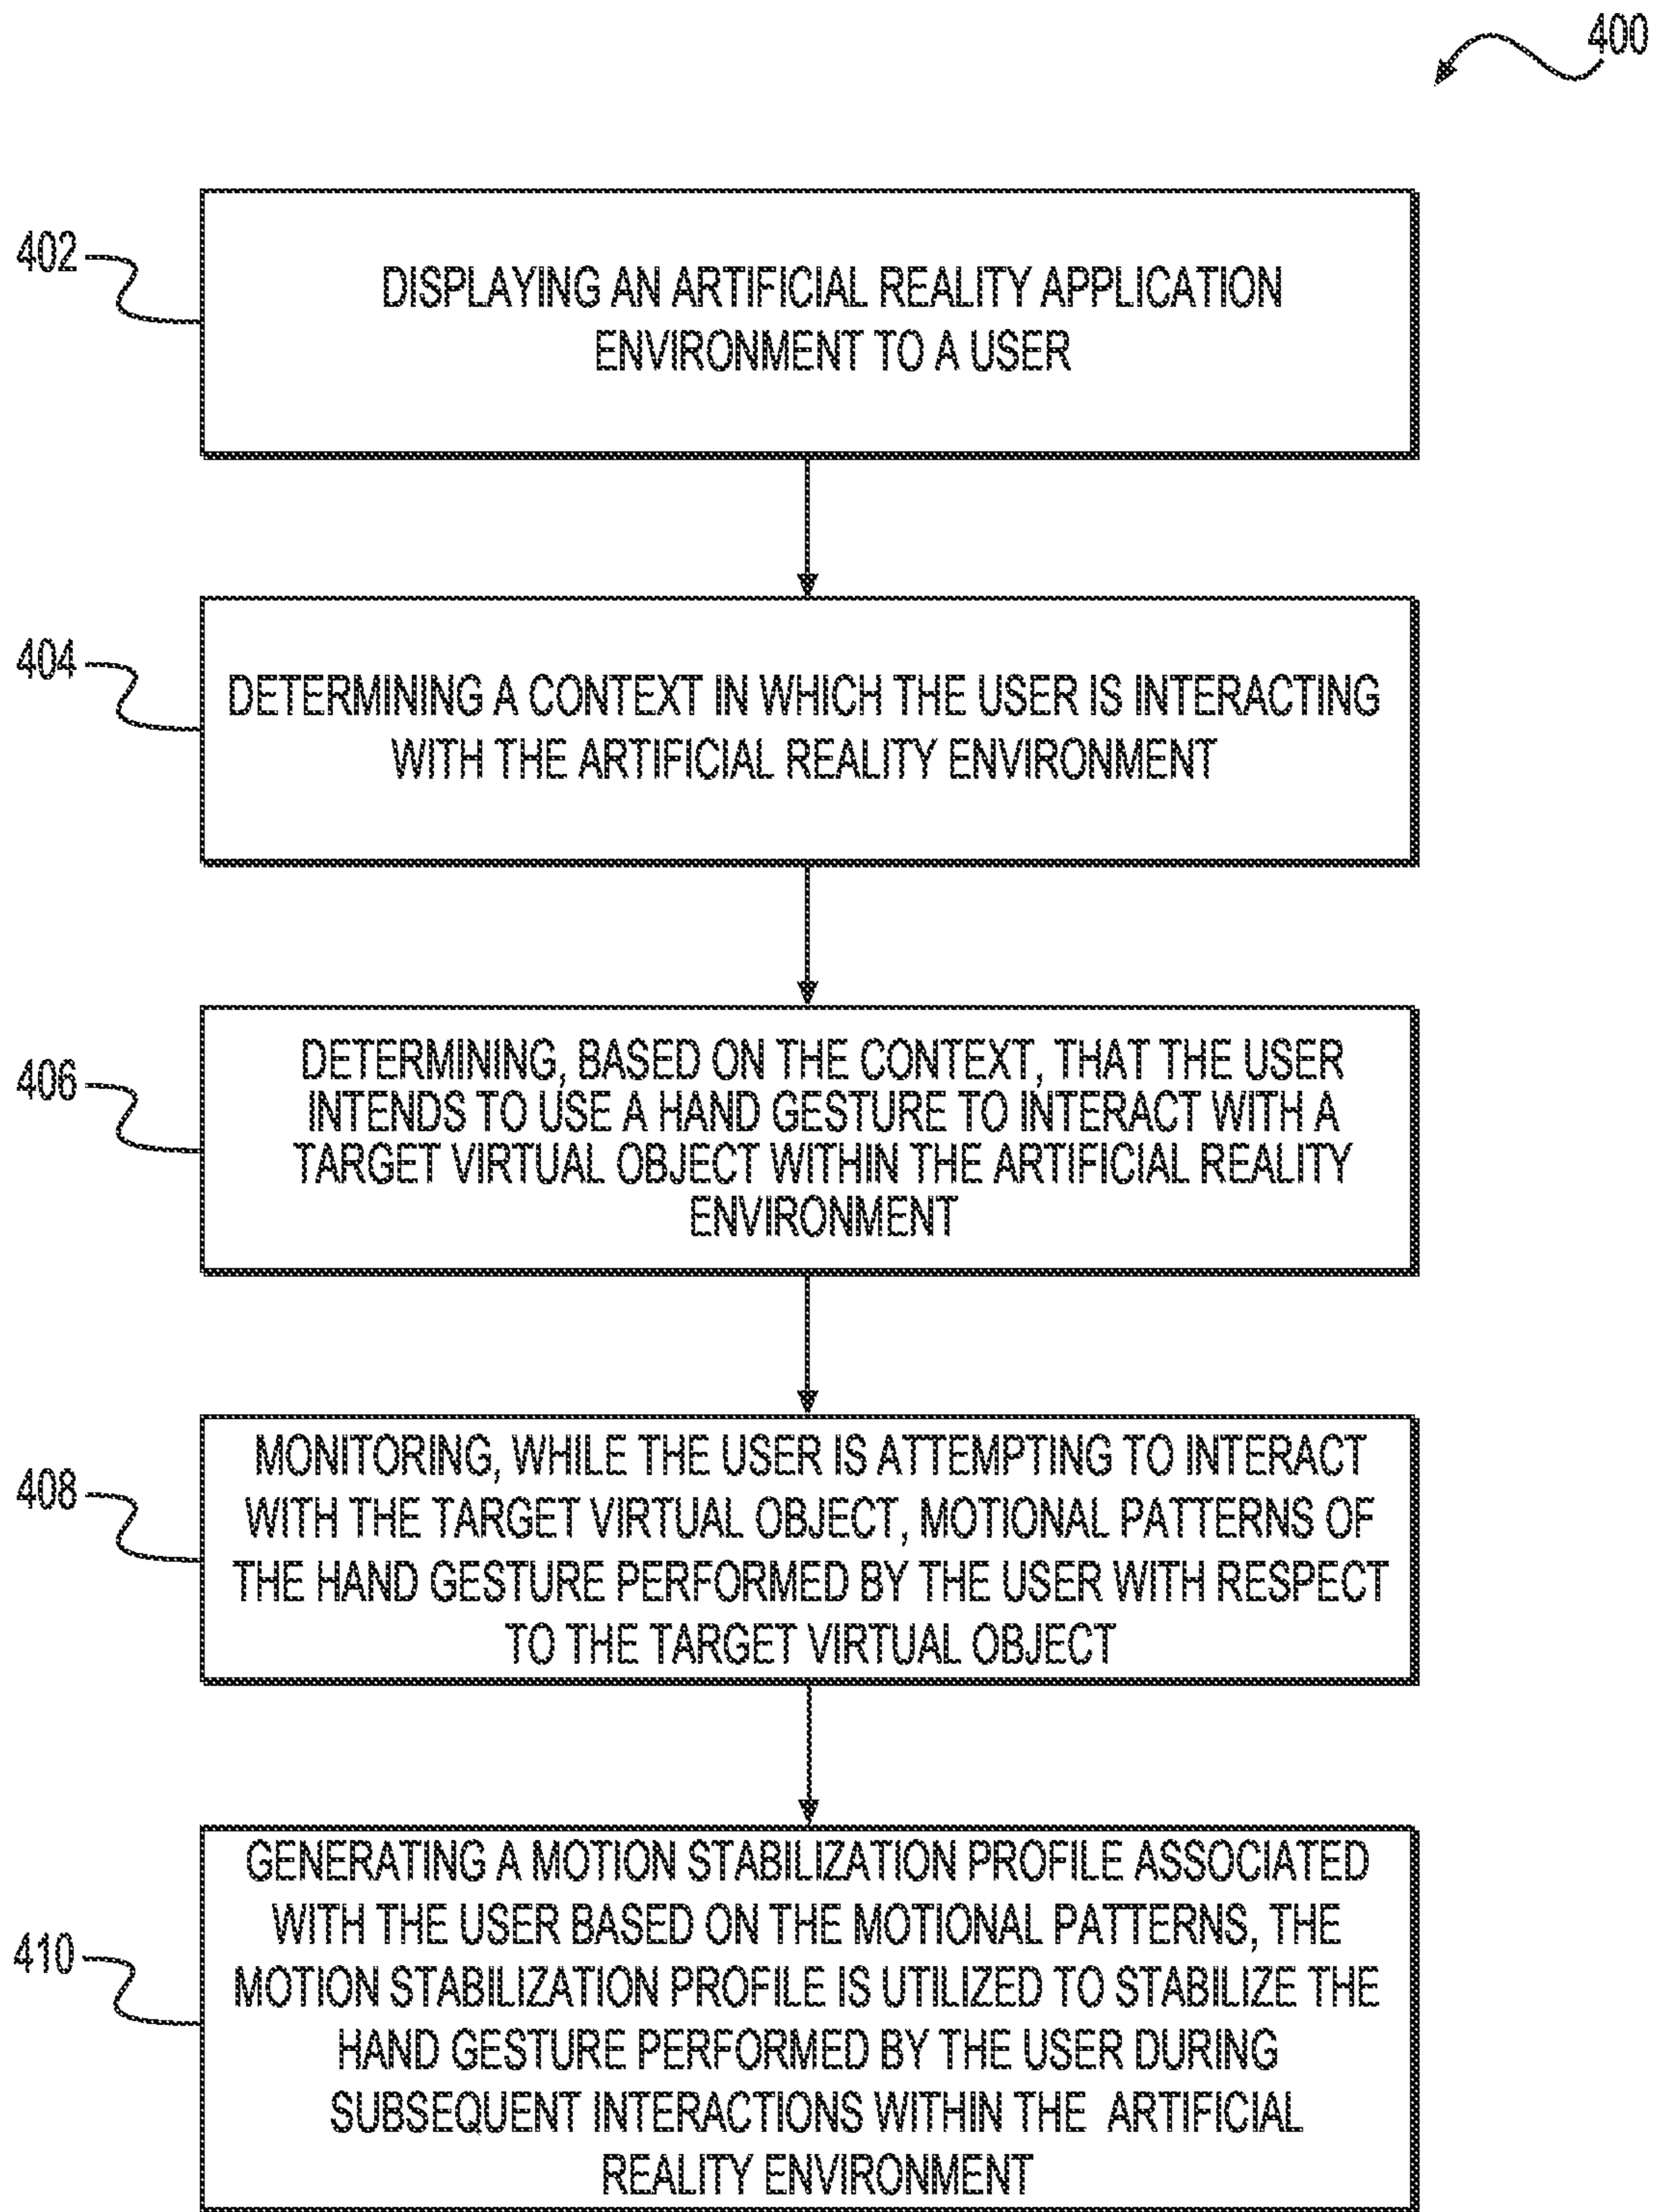 400
402
DISPLAYING AN ARTIFICIAL REALITY APPLICATION
ENVIRONMENT TO A USER
404
DETERMINING A CONTEXT IN WHICH THE USER IS INTERACTING
WITH THE ARTIFICIAL REALITY ENVIRONMENT
406
DETERMINING, BASED ON THE CONTEXT, THAT THE USER
INTENDS TO USE A HAND GESTURE TO INTERACT WITH A
TARGET VIRTUAL OBJECT WITHIN THE ARTIFICIAL REALITY
ENVIRONMENT
408
MONITORING, WHILE THE USER IS ATTEMPTING TO INTERACT
WITH THE TARGET VIRTUAL OBJECT, MOTIONAL PATTERNS OF
THE HAND GESTURE PERFORMED BY THE USER WITH RESPECT
TO THE TARGET VIRTUAL OBJECT
410
GENERATING A MOTION STABILIZATION PROFILE ASSOCIATED
WITH THE USER BASED ON THE MOTIONAL PATTERNS, THE
MOTION STABILIZATION PROFILE IS UTILIZED TO STABILIZE THE
HAND GESTURE PERFORMED BY THE USER DURING
SUBSEQUENT INTERACTIONS WITHIN THE ARTIFICIAL
REALITY ENVIRONMENT